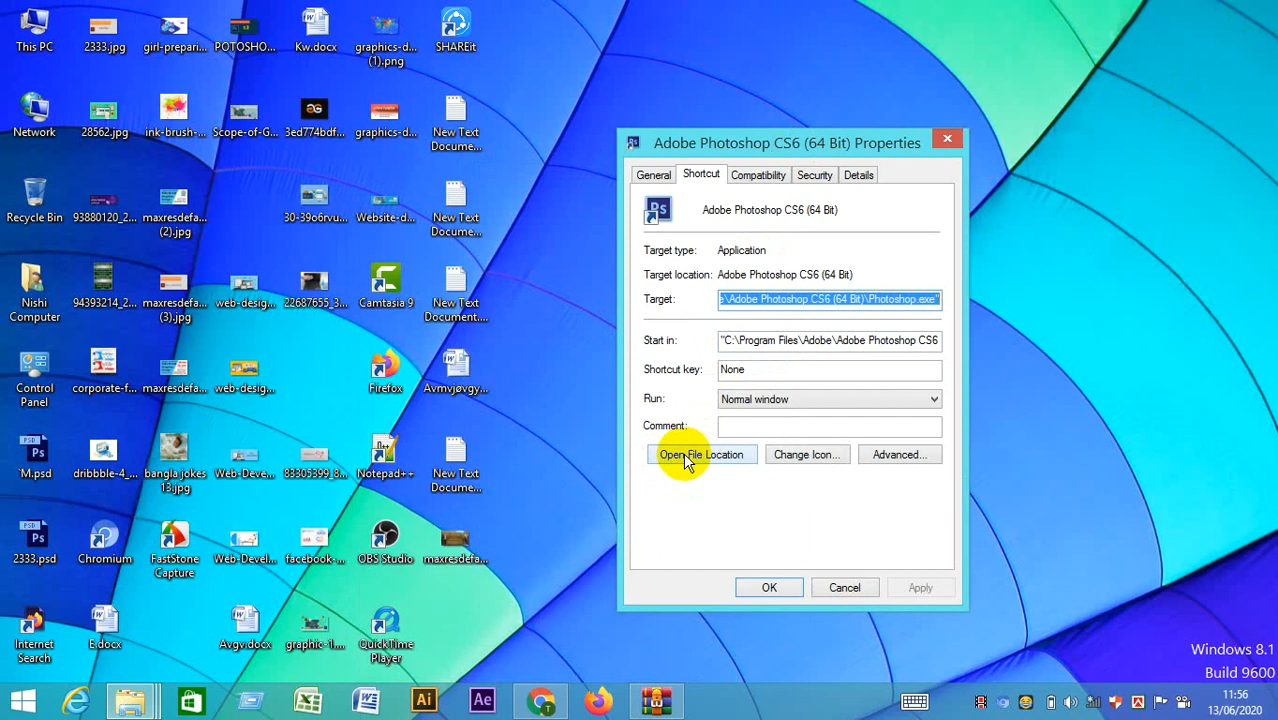 This PC
2333.jpg
girl-prepari...
POTOSHO...
Kw.docx
graphics-d...
(1).png
SHAREit
Network
28562.jpg
ink-brush-...
Scope-of-G...
3ed774bdf...
graphics-d...
New Text
Docume...
Recycle Bin
93880120_2...
maxresdefa...
(2).jpg
30-39o6rvu...
Website-d...
New Text
Docume...
Nishi
Computer
94393214_2...
maxresdefa...
(3).jpg
web-desig...
22687655_3...
Camtasia 9
New Text
Document....
Control
Panel
corporate-f...
maxresdefa...
web-desig...
Firefox
Avmvjøvgy...
`M.psd
dribbble-4_...
bangla jokes
13.jpg
Web-Deve...
83305399_8...
Notepad++
New Text
Docume...
2333.psd
Chromium
FastStone
Capture
Web-Devel...
facebook-...
OBS Studio
maxresdefa...
Internet
Search
E.docx
Avgv.docx
graphic-1....
QuickTime
Player
Adobe Photoshop CS6 (64 Bit) Properties
General
Shortcut
Compatibility
Security
Details
Adobe Photoshop CS6 (64 Bit)
Target type: Application
Target location: Adobe Photoshop CS6 (64 Bit)
Target: e\Adobe Photoshop CS6 (64 Bit)\Photoshop.exe"
Start in: "C:\Program Files\Adobe\Adobe Photoshop CS6
Shortcut key: None
Run: Normal window
Comment:
Open File Location
Change Icon...
Advanced...
OK
Cancel
Apply
Windows 8.1
Build 9600
11:56
13/06/2020